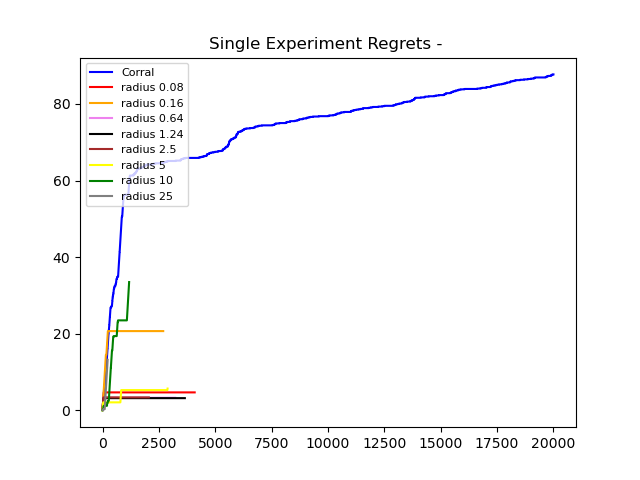 Single Experiment Regrets -
Corral
radius 0.08
radius 0.16
radius 0.64
radius 1.24
radius 2.5
radius 5
radius 10
radius 25
80
60
40
20
0
0 2500 5000 7500 10000 12500 15000 17500 20000